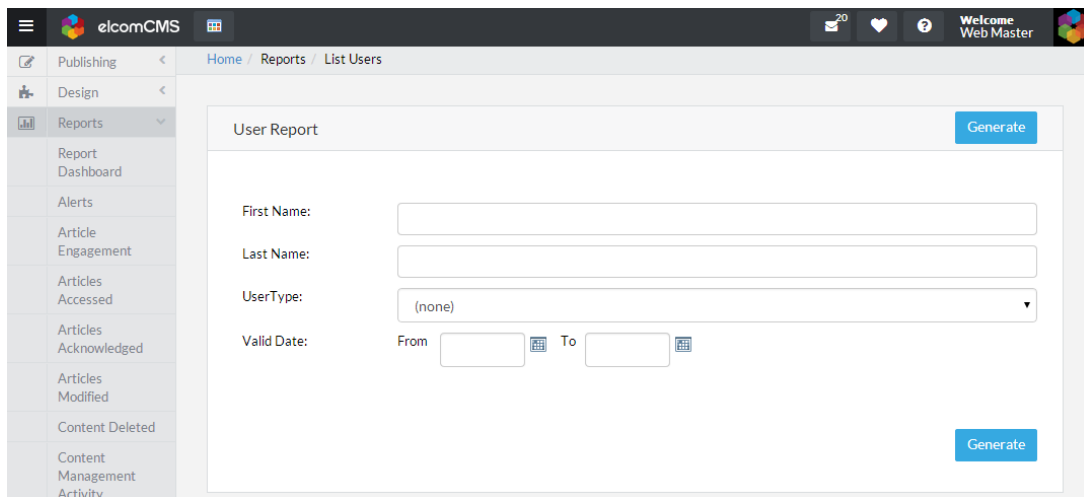 elcomCMS
20
Welcome
Web Master
Publishing
Design
Reports
Report
Dashboard
Alerts
Article
Engagement
Articles
Accessed
Articles
Acknowledged
Articles
Modified
Content Deleted
Content
Management
Activity
Home / Reports / List Users
User Report
Generate
First Name:
Last Name:
UserType:
(none)
Valid Date:
From
To
Generate